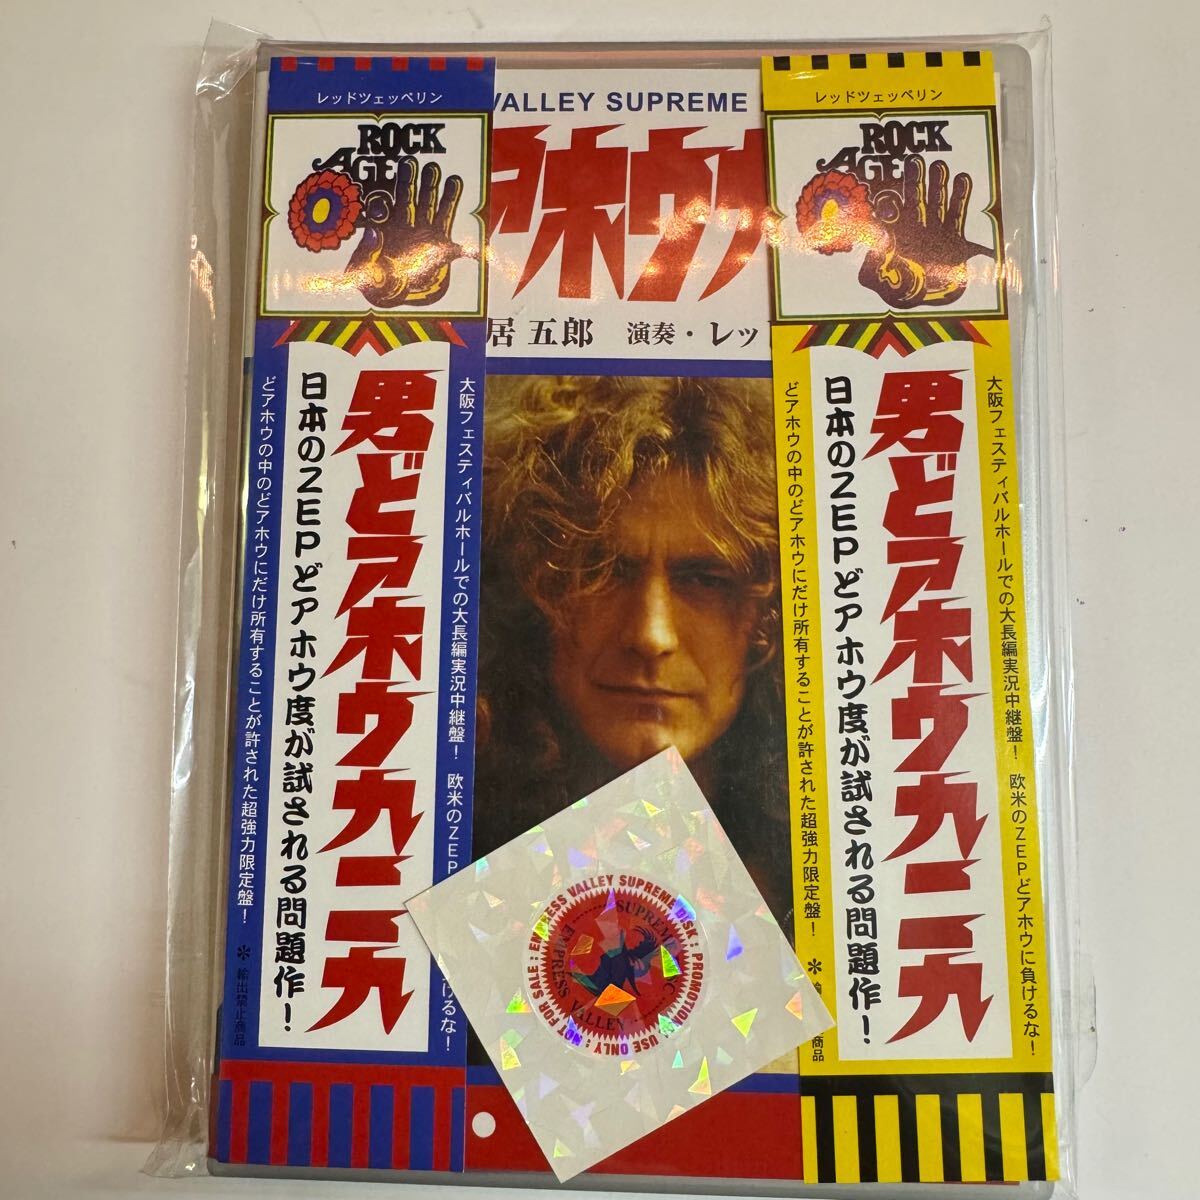 レッドツェッペリン
ROCK
AGE
大阪フェスティバルホールでの大長編実況中継盤！ 欧米のZEP
けるな！
男どアホウ九二九
日本のZEPどアホウ度が試される問題作！
どアホウの中のどアホウにだけ所有することが許された超強力限定盤！ ＊輸出禁止商品
VALLEY SUPREME
アホウ
居 五郎 演奏・レッ
レッドツェッペリン
ROCK
AGE
大阪フェスティバルホールでの大長編実況中継盤！ 欧米のZEPどアホウに負けるな！
男どアホウ九二九
日本のZEPどアホウ度が試される問題作！
どアホウの中のどアホウにだけ所有することが許された超強力限定盤！ ＊
商品
EMPRESS VALLEY SUPREME DISK : PROMOTION USE ONLY : NOT FOR SALE :
EMPRESS VALLEY SUPREME